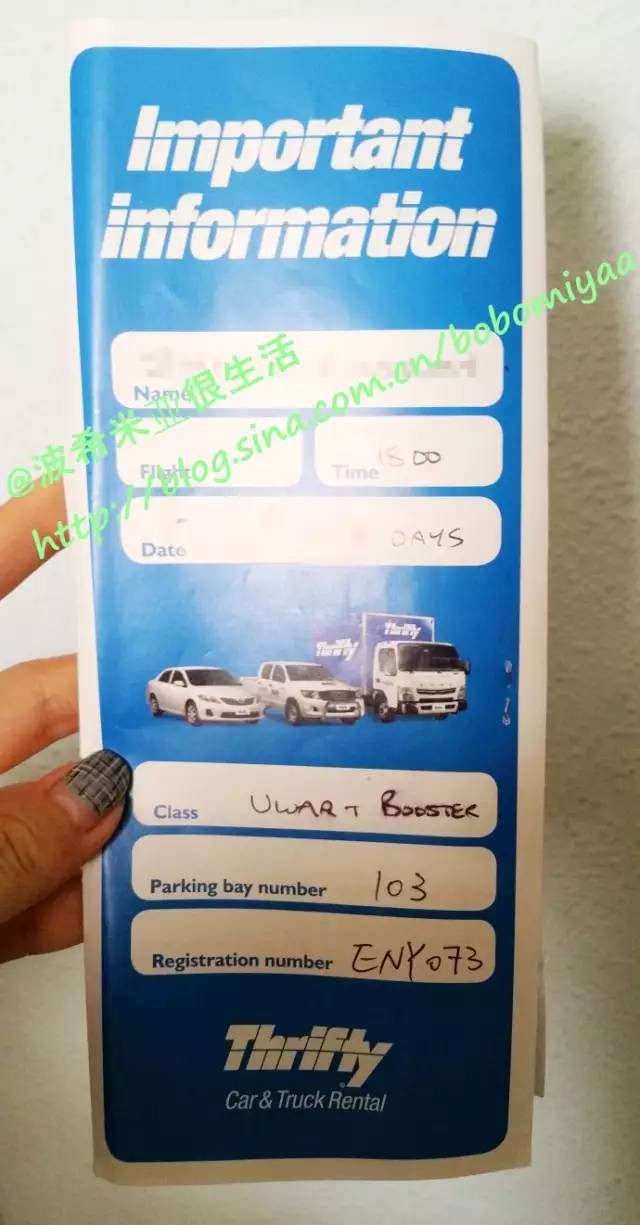 Important
information
Name
Flight
Time 1800
Date DAYS
Thrifty
Class UWAR + BOOSTER
Parking bay number 103
Registration number ENY073
Thrifty
Car & Truck Rental
@波希米亚很生活
http://blog.sina.com.cn/bobomiyaa